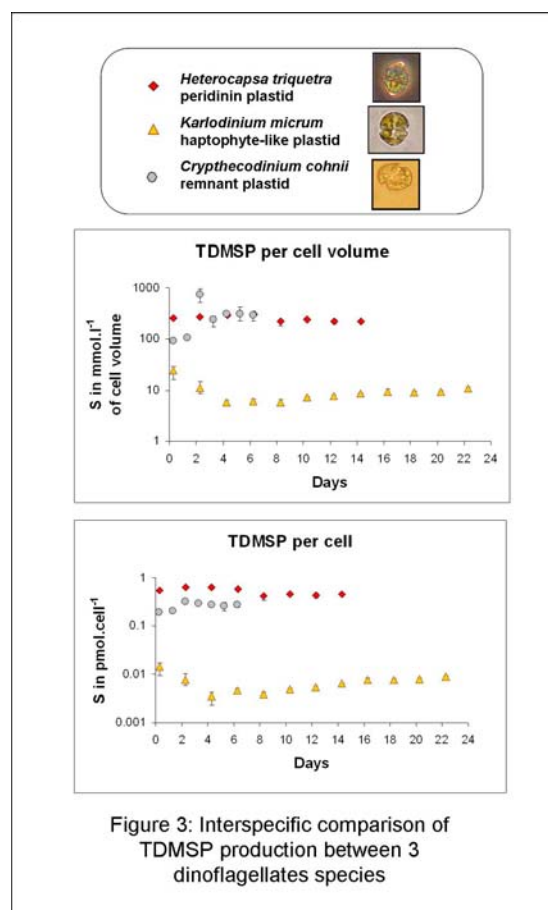 Heterocapsa triquetra
peridinin plastid
Karlodinium micrum
haptophyte-like plastid
Crypthecodinium cohnii
remnant plastid
TDMSP per cell volume
S in mmol.l⁻¹
of cell volume
1000
100
10
1
0 2 4 6 8 10 12 14 16 18 20 22 24
Days
TDMSP per cell
S in pmol.cell⁻¹
1
0.1
0.01
0.001
0 2 4 6 8 10 12 14 16 18 20 22 24
Days
Figure 3: Interspecific comparison of
TDMSP production between 3
dinoflagellates species